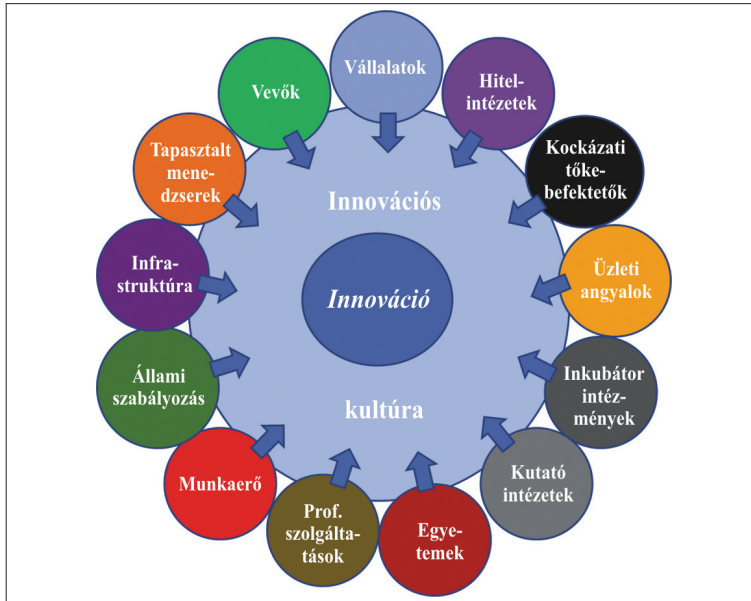 Vállalatok
Hitel-
intézetek
Kockázati
tőke-
befektetők
Üzleti
angyalok
Inkubátor
intéz-
mények
Kutató
intézetek
Egye-
temek
Prof.
szolgálta-
tások
Munkaerő
Állami
szabályozás
Infra-
struktúra
Tapasztalt
mene-
dzserek
Vevők
Innovációs
Innováció
kultúra